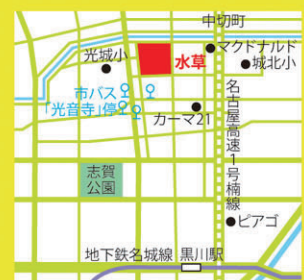 中切町
マクドナルド
光城小
水草
城北小
市バス
「光音寺」停
カーマ21
名古屋高速1号楠線
志賀
公園
ピアゴ
地下鉄名城線 黒川駅